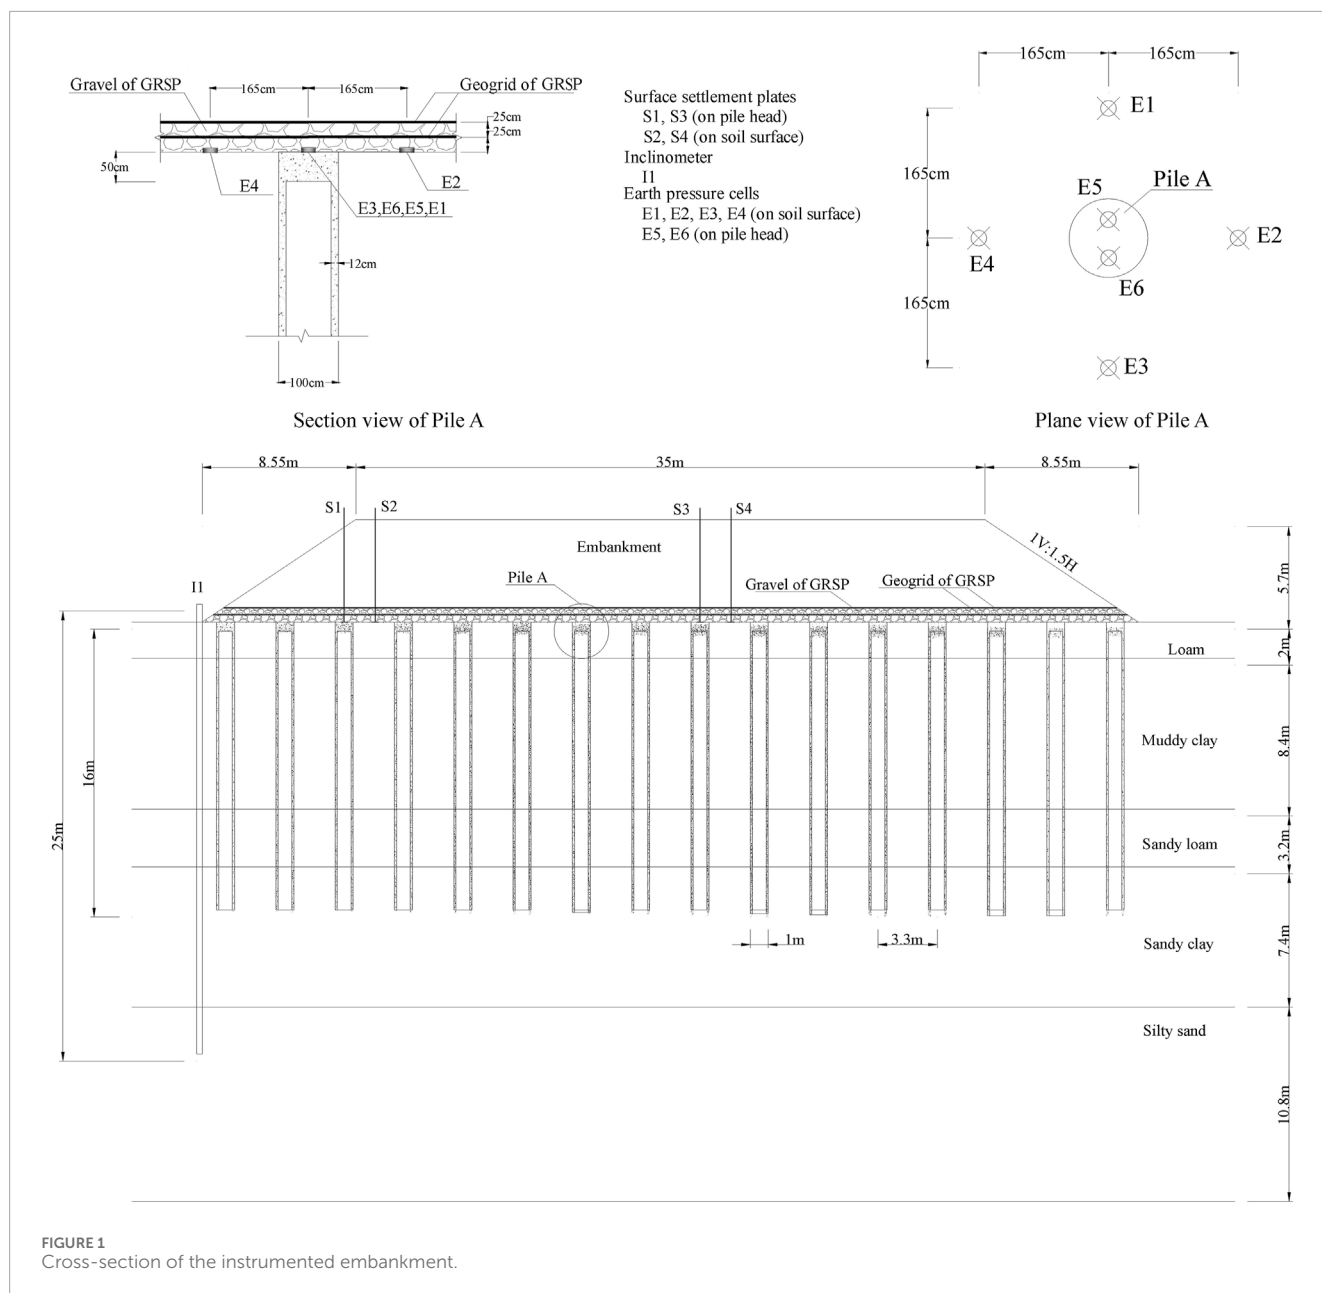 Gravel of GRSP
165cm
165cm
Geogrid of GRSP
25cm
25cm
50cm
E4
E2
E3,E6,E5,E1
12cm
100cm
Section view of Pile A
Surface settlement plates
S1, S3 (on pile head)
S2, S4 (on soil surface)
Inclinometer
I1
Earth pressure cells
E1, E2, E3, E4 (on soil surface)
E5, E6 (on pile head)
165cm
165cm
E1
165cm
E5
Pile A
E4
E2
E6
165cm
E3
Plane view of Pile A
8.55m
35m
8.55m
S1
S2
S3
S4
Embankment
1V:1.5H
5.7m
I1
Pile A
Gravel of GRSP
Geogrid of GRSP
Loam
2m
Muddy clay
8.4m
16m
25m
Sandy loam
3.2m
1m
3.3m
Sandy clay
7.4m
Silty sand
10.8m
FIGURE 1
Cross-section of the instrumented embankment.